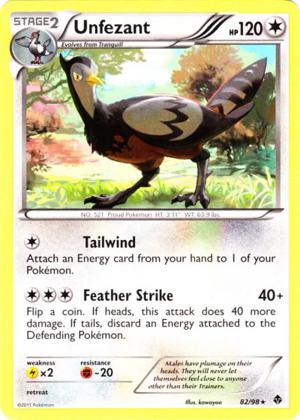 STAGE2 Unfezant HP120
Evolves from Tranquill
NO. 521 Proud Pokémon HT: 3'11" WT: 63.9 lbs.
Tailwind
Attach an Energy card from your hand to 1 of your
Pokémon.
Feather Strike 40+
Flip a coin. If heads, this attack does 40 more
damage. If tails, discard an Energy attached to the
Defending Pokémon.
weakness resistance
×2 -20
retreat
Males have plumage on their
heads. They will never let
themselves feel close to anyone
other than their Trainers.
©2011 Pokémon Illus. kawayoo 82/98★